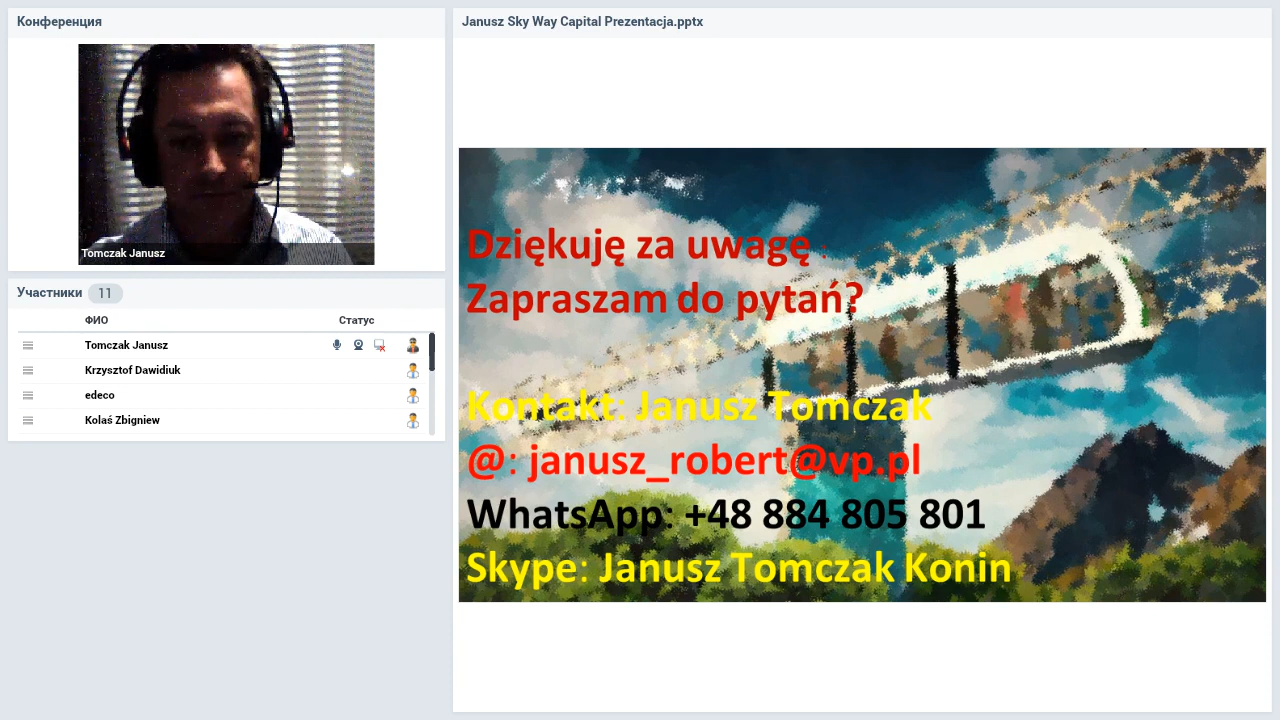 Конференция
Tomczak Janusz
Участники 11
ФИО Статус
Tomczak Janusz
Krzysztof Dawidiuk
edeco
Kolaś Zbigniew
Janusz Sky Way Capital Prezentacja.pptx
Dziękuję za uwagę :
Zapraszam do pytań?
Kontakt: Janusz Tomczak
@: janusz_robert@vp.pl
WhatsApp: +48 884 805 801
Skype: Janusz Tomczak Konin